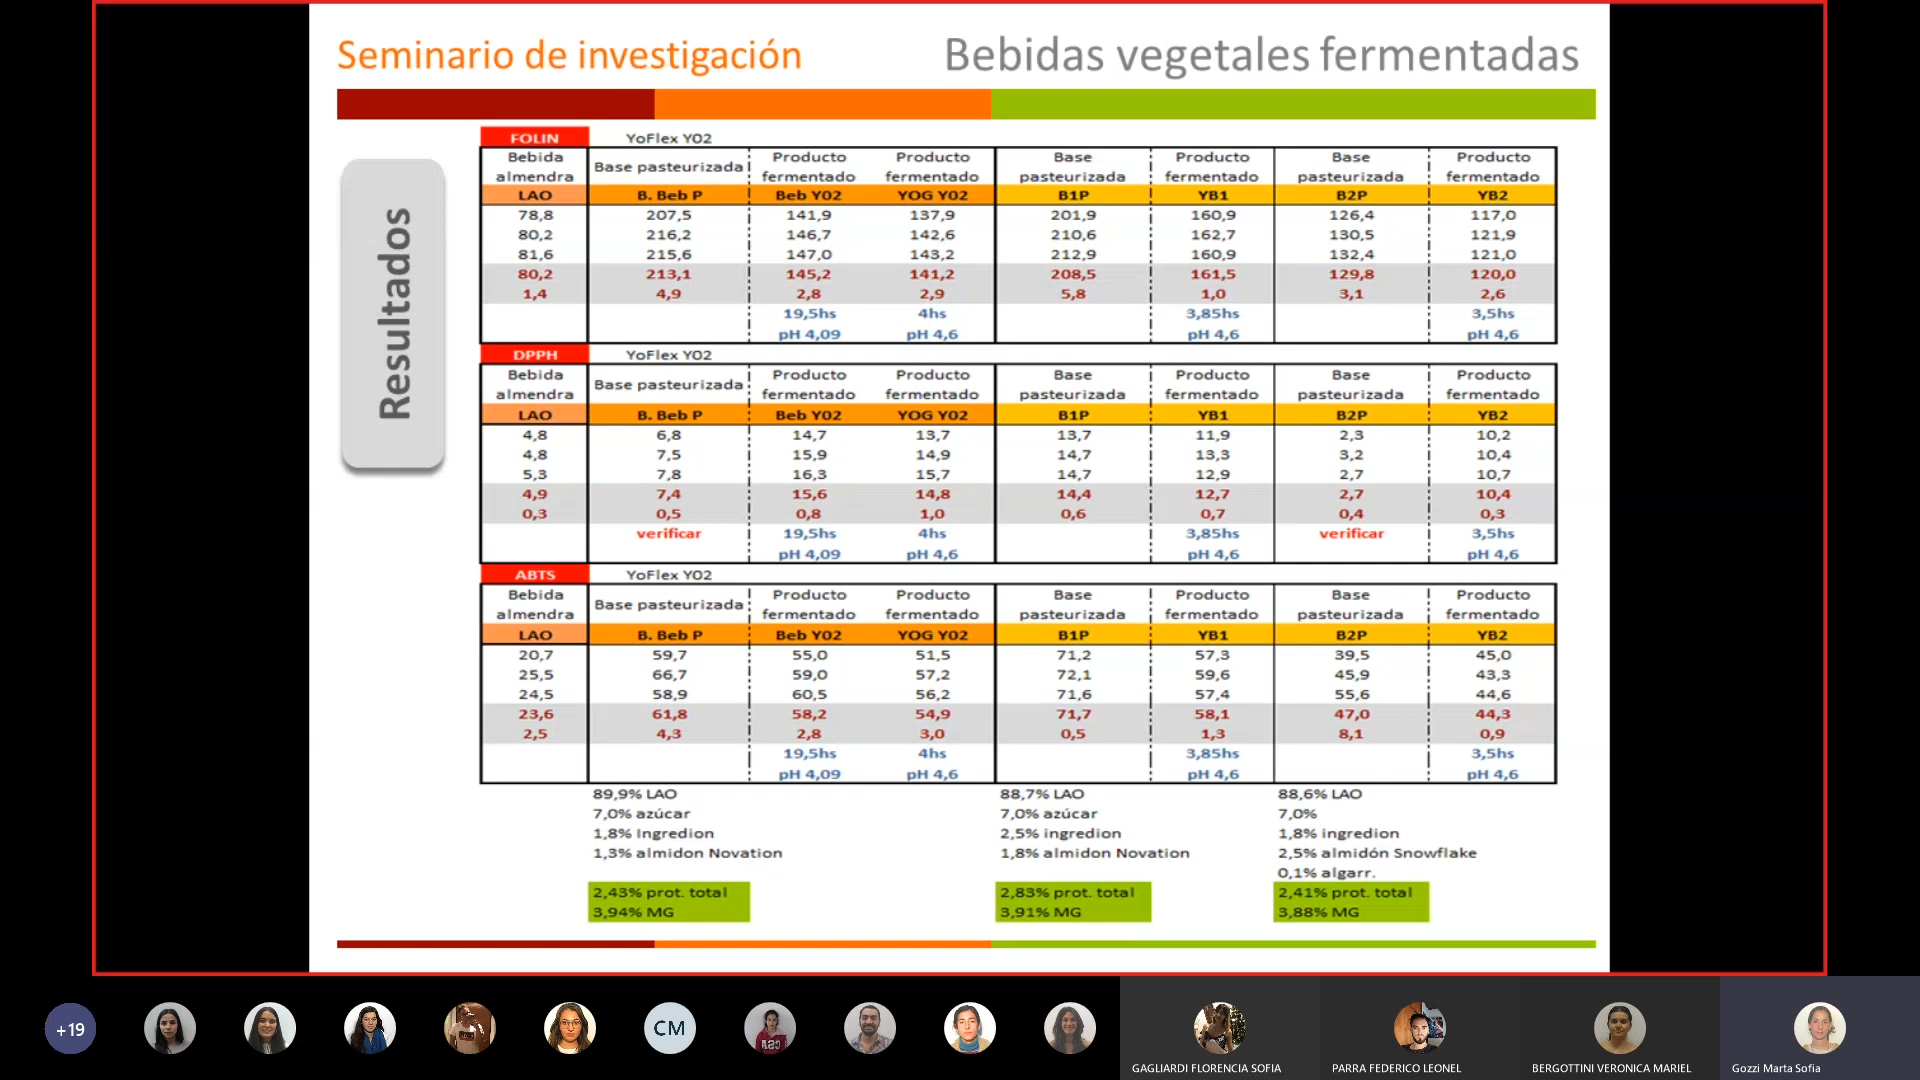 Seminario de investigación Bebidas vegetales fermentadas
Resultados
FOLIN YoFlex Y02
Bebida almendra Base pasteurizada Producto fermentado Producto fermentado Base pasteurizada Producto fermentado Base pasteurizada Producto fermentado
LAO B. Beb P Beb Y02 YOG Y02 B1P YB1 B2P YB2
78,8 207,5 141,9 137,9 201,9 160,9 126,4 117,0
80,2 216,2 146,7 142,6 210,6 162,7 130,5 121,9
81,6 215,6 147,0 143,2 212,9 160,9 132,4 121,0
80,2 213,1 145,2 141,2 208,5 161,5 129,8 120,0
1,4 4,9 2,8 2,9 5,8 1,0 3,1 2,6
19,5hs 4hs 3,85hs 3,5hs
pH 4,09 pH 4,6 pH 4,6 pH 4,6
DPPH YoFlex Y02
Bebida almendra Base pasteurizada Producto fermentado Producto fermentado Base pasteurizada Producto fermentado Base pasteurizada Producto fermentado
LAO B. Beb P Beb Y02 YOG Y02 B1P YB1 B2P YB2
4,8 6,8 14,7 13,7 13,7 11,9 2,3 10,2
4,8 7,5 15,9 14,9 14,7 13,3 3,2 10,4
5,3 7,8 16,3 15,7 14,7 12,9 2,7 10,7
4,9 7,4 15,6 14,8 14,4 12,7 2,7 10,4
0,3 0,5 0,8 1,0 0,6 0,7 0,4 0,3
verificar 19,5hs 4hs 3,85hs verificar 3,5hs
pH 4,09 pH 4,6 pH 4,6 pH 4,6
ABTS YoFlex Y02
Bebida almendra Base pasteurizada Producto fermentado Producto fermentado Base pasteurizada Producto fermentado Base pasteurizada Producto fermentado
LAO B. Beb P Beb Y02 YOG Y02 B1P YB1 B2P YB2
20,7 59,7 55,0 51,5 71,2 57,3 39,5 45,0
25,5 66,7 59,0 57,2 72,1 59,6 45,9 43,3
24,5 58,9 60,5 56,2 71,6 57,4 55,6 44,6
23,6 61,8 58,2 54,9 71,7 58,1 47,0 44,3
2,5 4,3 2,8 3,0 0,5 1,3 8,1 0,9
19,5hs 4hs 3,85hs 3,5hs
pH 4,09 pH 4,6 pH 4,6 pH 4,6
89,9% LAO 88,7% LAO 88,6% LAO
7,0% azúcar 7,0% azúcar 7,0%
1,8% Ingredion 2,5% ingredion 1,8% ingredion
1,3% almidon Novation 1,8% almidon Novation 2,5% almidón Snowflake
0,1% algarr.
2,43% prot. total 2,83% prot. total 2,41% prot. total
3,94% MG 3,91% MG 3,88% MG
+19 CM
GAGLIARDI FLORENCIA SOFIA PARRA FEDERICO LEONEL BERGOTTINI VERONICA MARIEL Gozzi Marta Sofia